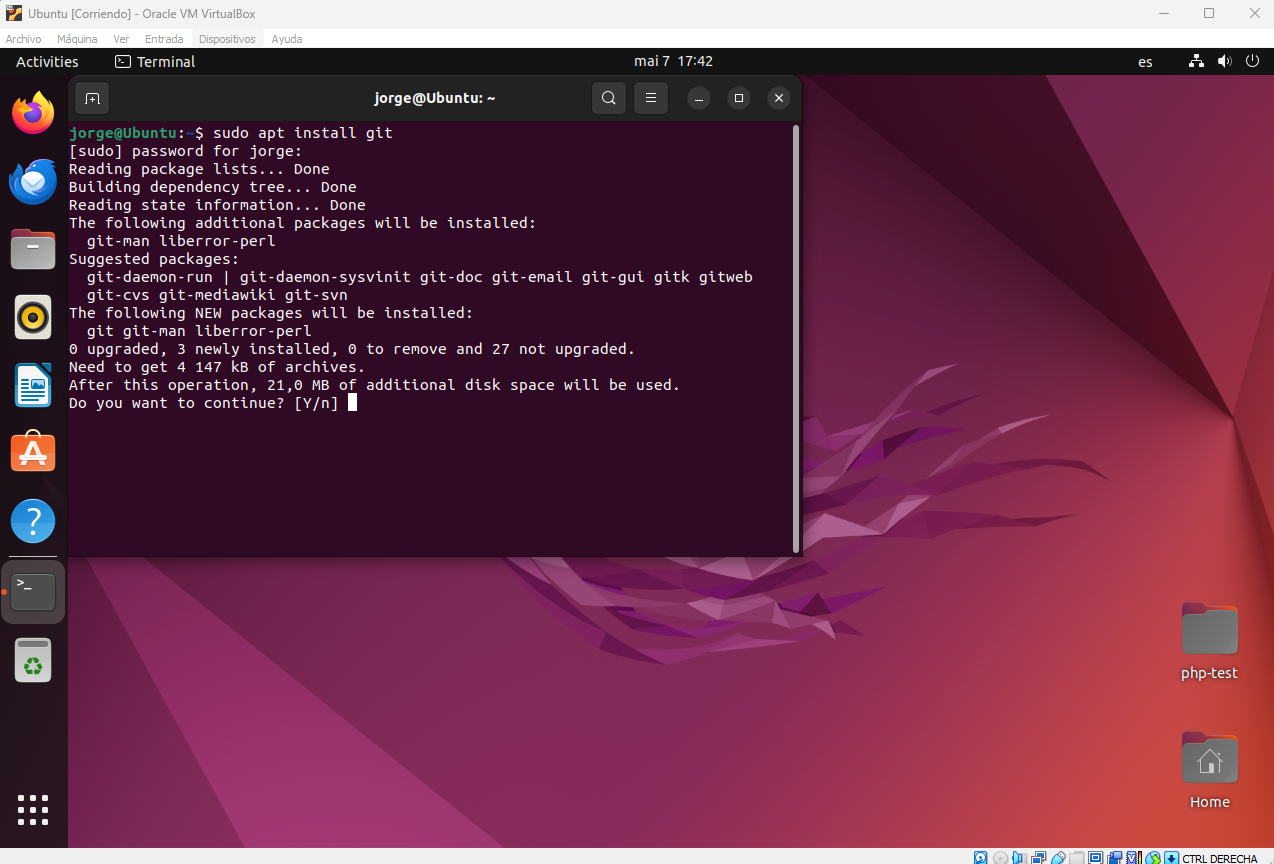 Ubuntu [Corriendo] - Oracle VM VirtualBox
Archivo Máquina Ver Entrada Dispositivos Ayuda
Activities Terminal mai 7 17:42 es
jorge@Ubuntu: ~
jorge@Ubuntu:~$ sudo apt install git
[sudo] password for jorge:
Reading package lists... Done
Building dependency tree... Done
Reading state information... Done
The following additional packages will be installed:
  git-man liberror-perl
Suggested packages:
  git-daemon-run | git-daemon-sysvinit git-doc git-email git-gui gitk gitweb
  git-cvs git-mediawiki git-svn
The following NEW packages will be installed:
  git git-man liberror-perl
0 upgraded, 3 newly installed, 0 to remove and 27 not upgraded.
Need to get 4 147 kB of archives.
After this operation, 21,0 MB of additional disk space will be used.
Do you want to continue? [Y/n]
php-test
Home
CTRL DERECHA